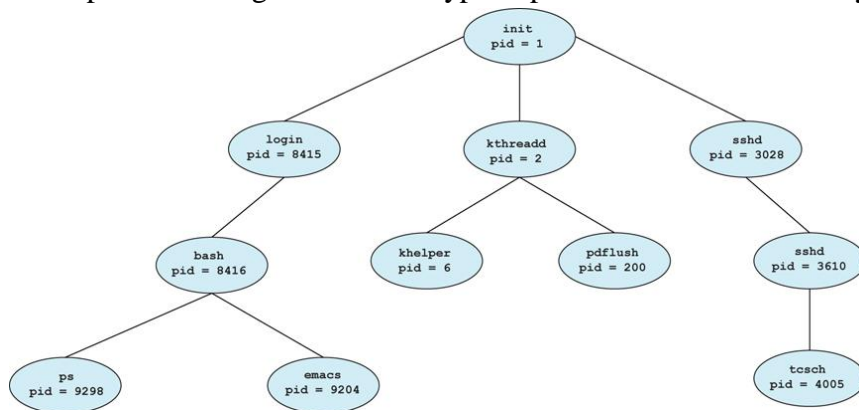 init
pid = 1
login
pid = 8415
kthreadd
pid = 2
sshd
pid = 3028
bash
pid = 8416
khelper
pid = 6
pdflush
pid = 200
sshd
pid = 3610
ps
pid = 9298
emacs
pid = 9204
tcsch
pid = 4005